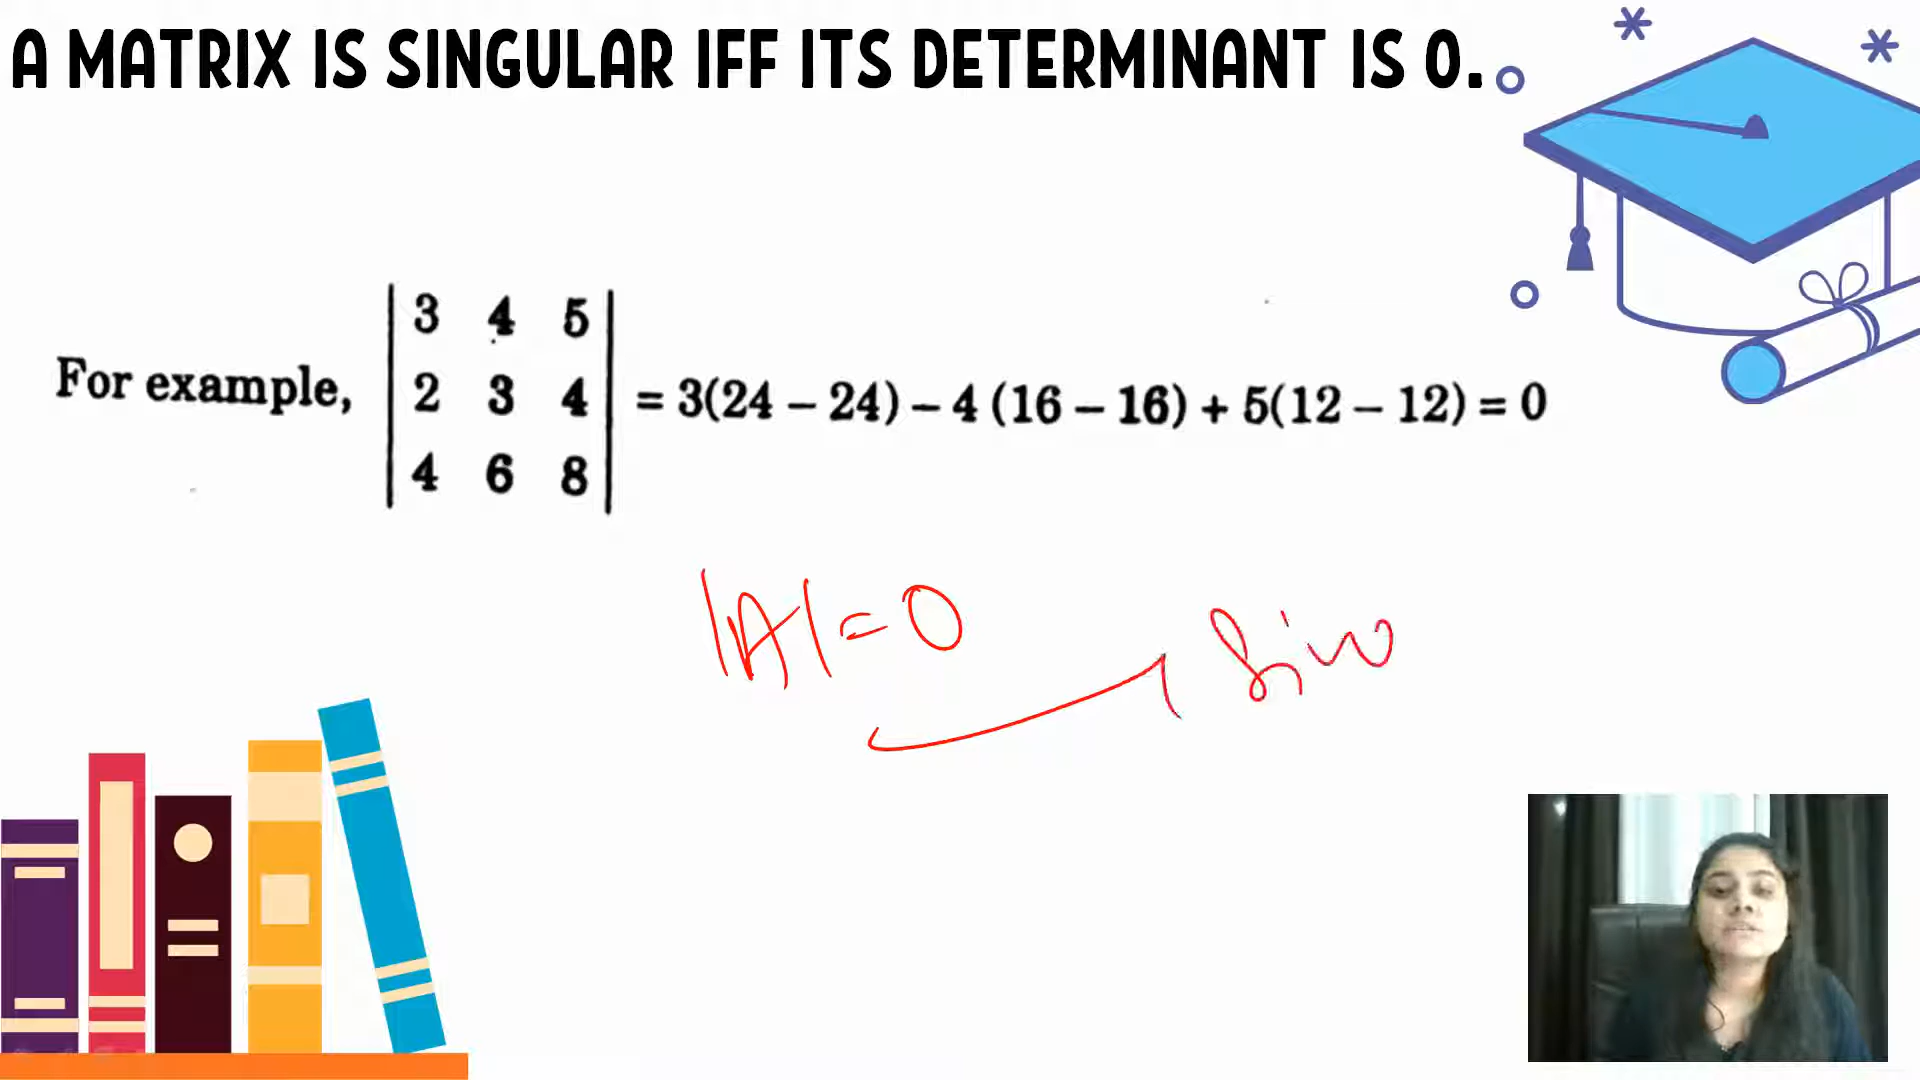 A MATRIX IS SINGULAR IFF ITS DETERMINANT IS 0.
3 4 5
For example, 2 3 4 = 3(24 – 24) – 4 (16 – 16) + 5(12 – 12) = 0
4 6 8
|A| = 0